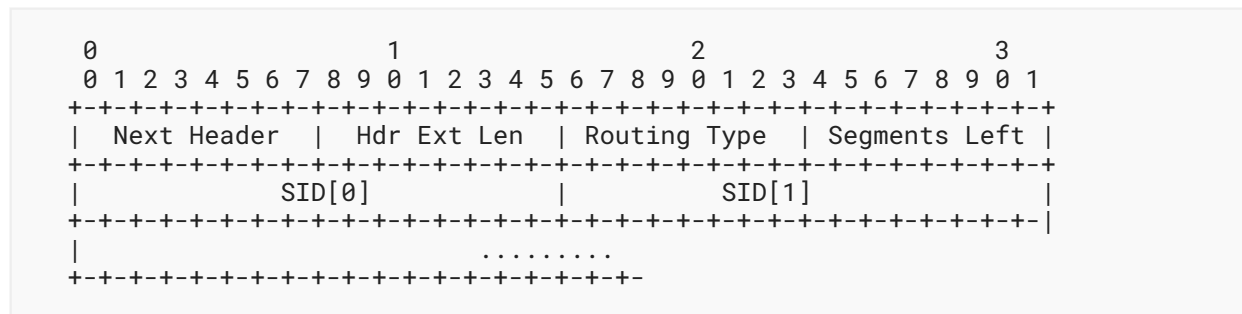 0                   1                   2                   3
 0 1 2 3 4 5 6 7 8 9 0 1 2 3 4 5 6 7 8 9 0 1 2 3 4 5 6 7 8 9 0 1
+-+-+-+-+-+-+-+-+-+-+-+-+-+-+-+-+-+-+-+-+-+-+-+-+-+-+-+-+-+-+-+-+
|  Next Header  |  Hdr Ext Len  | Routing Type  | Segments Left |
+-+-+-+-+-+-+-+-+-+-+-+-+-+-+-+-+-+-+-+-+-+-+-+-+-+-+-+-+-+-+-+-+
|             SID[0]            |          SID[1]               |
+-+-+-+-+-+-+-+-+-+-+-+-+-+-+-+-+-+-+-+-+-+-+-+-+-+-+-+-+-+-+-+-|
|                          .........
+-+-+-+-+-+-+-+-+-+-+-+-+-+-+-+-+-+-+-